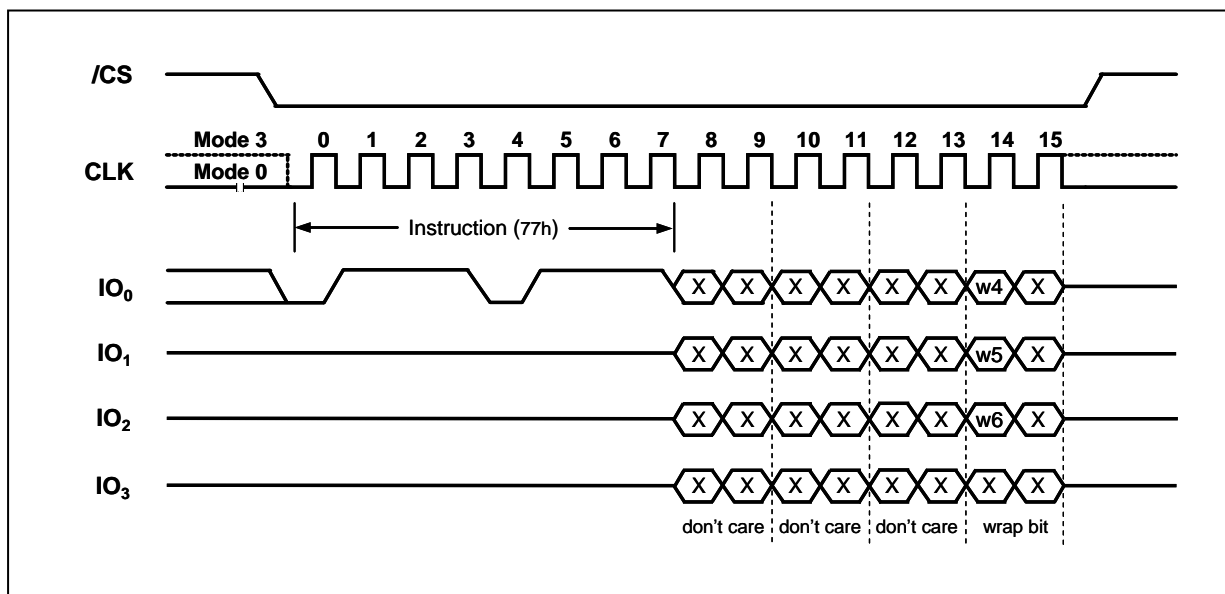 /CS
Mode 3 0 1 2 3 4 5 6 7 8 9 10 11 12 13 14 15
CLK Mode 0
Instruction (77h)
IO0 X X X X X X w4 X
IO1 X X X X X X w5 X
IO2 X X X X X X w6 X
IO3 X X X X X X X X
don't care don't care don't care wrap bit